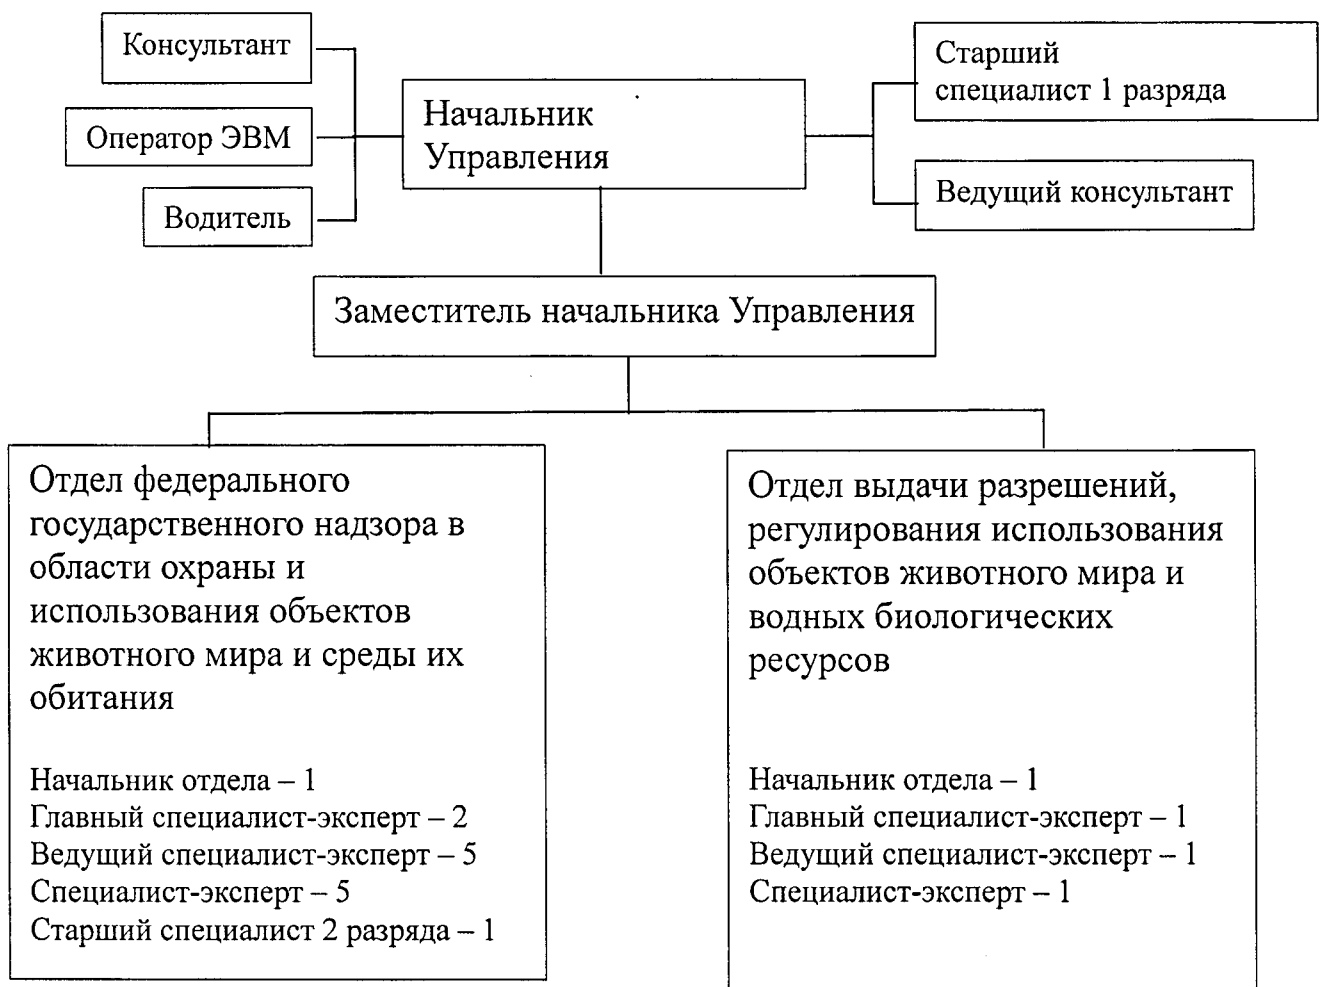 Консультант
Оператор ЭВМ
Водитель
Начальник
Управления
Старший
специалист 1 разряда
Ведущий консультант
Заместитель начальника Управления
Отдел федерального
государственного надзора в
области охраны и
использования объектов
животного мира и среды их
обитания
Начальник отдела – 1
Главный специалист-эксперт – 2
Ведущий специалист-эксперт – 5
Специалист-эксперт – 5
Старший специалист 2 разряда – 1
Отдел выдачи разрешений,
регулирования использования
объектов животного мира и
водных биологических
ресурсов
Начальник отдела – 1
Главный специалист-эксперт – 1
Ведущий специалист-эксперт – 1
Специалист-эксперт – 1